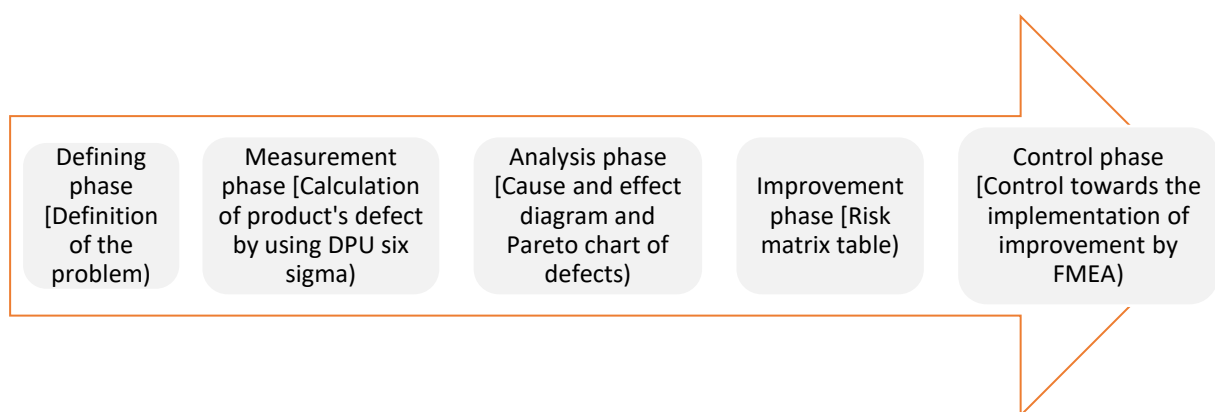 Defining
phase
[Definition
of the
problem)
Measurement
phase [Calculation
of product's defect
by using DPU six
sigma)
Analysis phase
[Cause and effect
diagram and
Pareto chart of
defects)
Improvement
phase [Risk
matrix table)
Control phase
[Control towards the
implementation of
improvement by
FMEA)